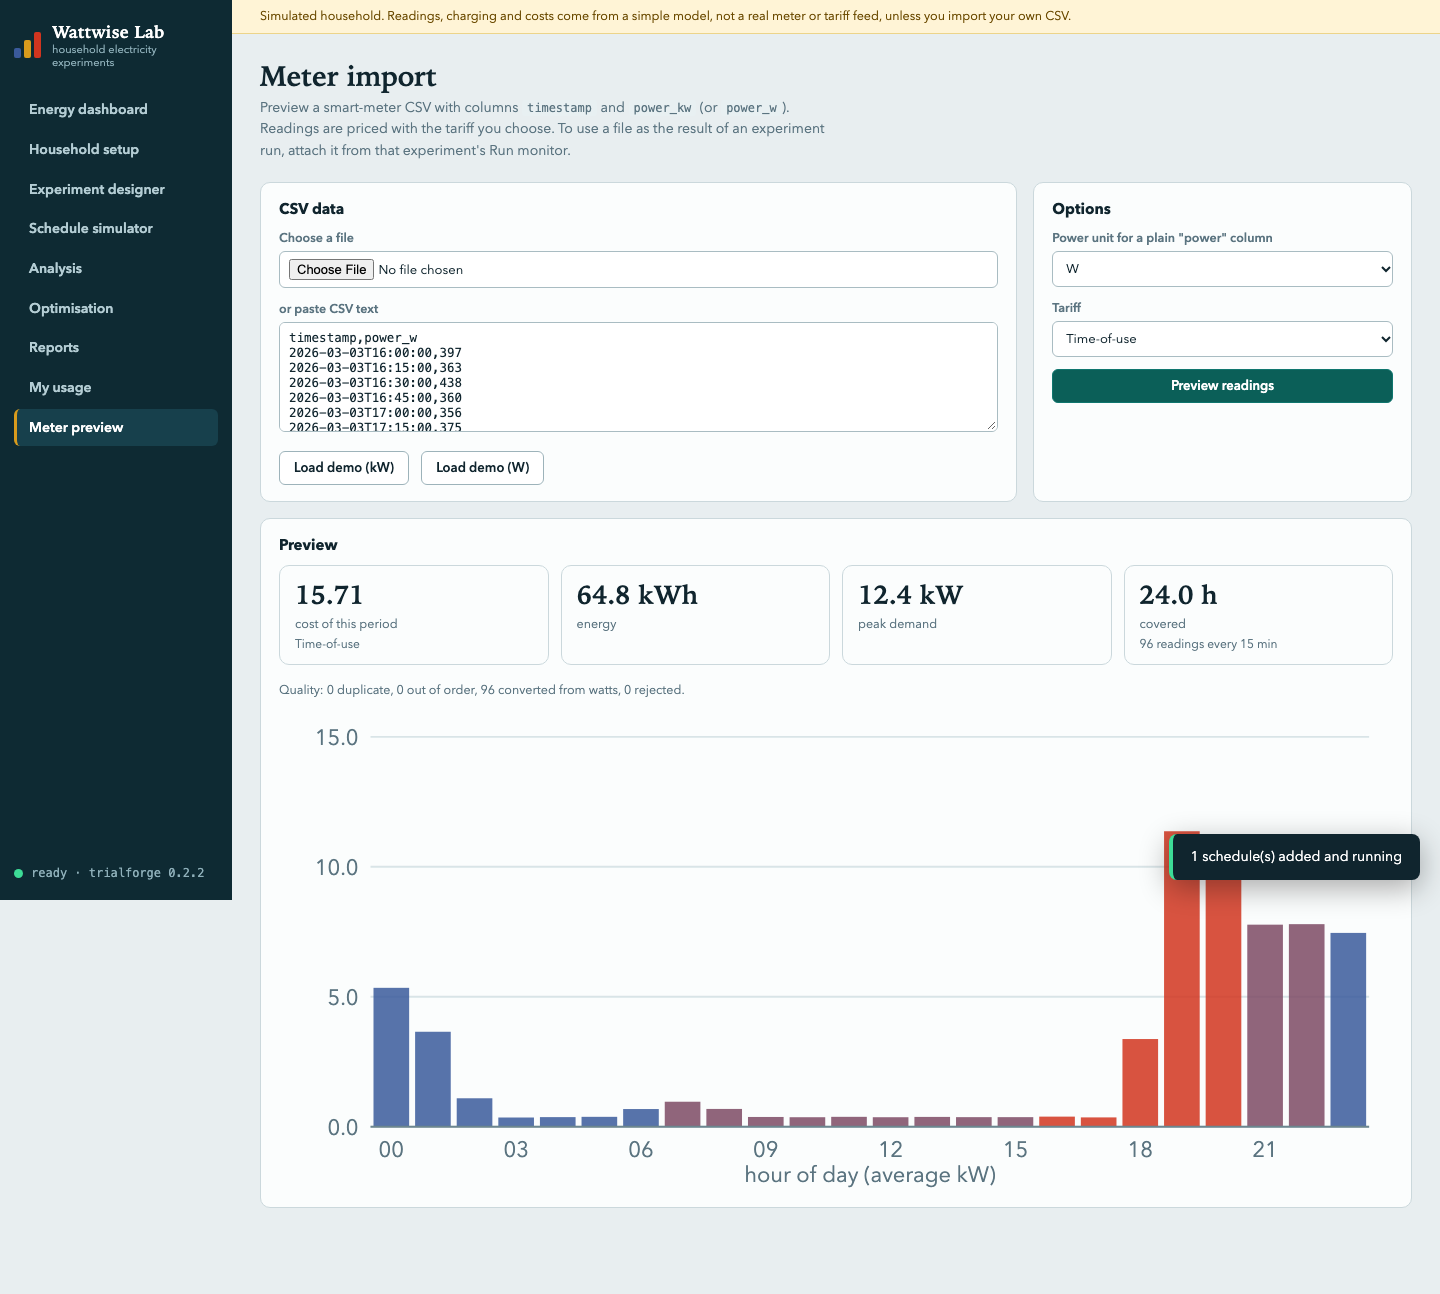 Wattwise Lab
household electricity
experiments
Energy dashboard
Household setup
Experiment designer
Schedule simulator
Analysis
Optimisation
Reports
My usage
Meter preview
ready · trialforge 0.2.2
Simulated household. Readings, charging and costs come from a simple model, not a real meter or tariff feed, unless you import your own CSV.
Meter import
Preview a smart-meter CSV with columns timestamp and power_kw (or power_w ).
Readings are priced with the tariff you choose. To use a file as the result of an experiment
run, attach it from that experiment's Run monitor.
CSV data
Choose a file
Choose File No file chosen
or paste CSV text
timestamp,power_w
2026-03-03T16:00:00,397
2026-03-03T16:15:00,363
2026-03-03T16:30:00,438
2026-03-03T16:45:00,360
2026-03-03T17:00:00,356
2026-03-03T17:15:00,375
Load demo (kW)
Load demo (W)
Options
Power unit for a plain "power" column
W
Tariff
Time-of-use
Preview readings
Preview
15.71
cost of this period
Time-of-use
64.8 kWh
energy
12.4 kW
peak demand
24.0 h
covered
96 readings every 15 min
Quality: 0 duplicate, 0 out of order, 96 converted from watts, 0 rejected.
15.0
10.0
5.0
0.0
00 03 06 09 12 15 18 21
hour of day (average kW)
1 schedule(s) added and running